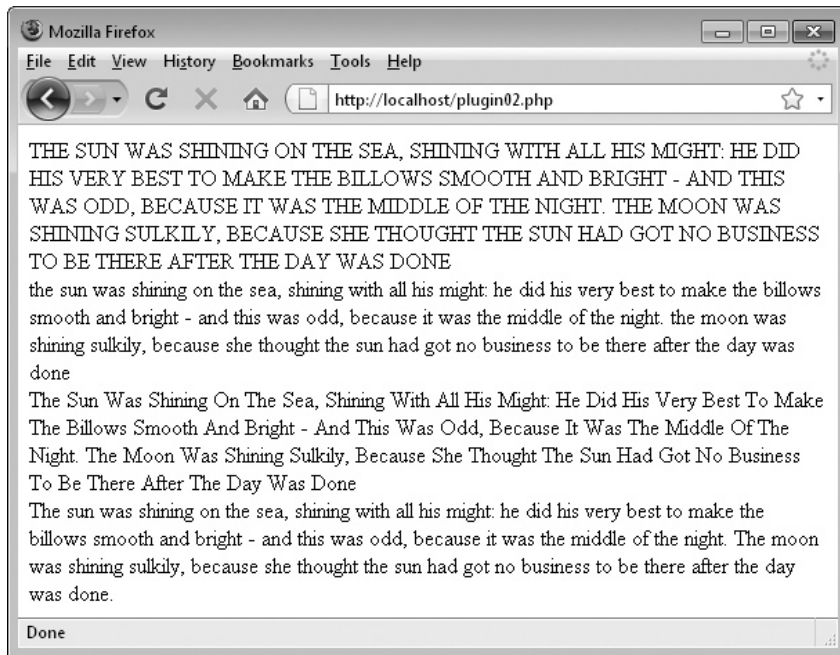 Mozilla Firefox
File Edit View History Bookmarks Tools Help
http://localhost/plugin02.php
THE SUN WAS SHINING ON THE SEA, SHINING WITH ALL HIS MIGHT: HE DID
HIS VERY BEST TO MAKE THE BILLOWS SMOOTH AND BRIGHT - AND THIS
WAS ODD, BECAUSE IT WAS THE MIDDLE OF THE NIGHT. THE MOON WAS
SHINING SULKILY, BECAUSE SHE THOUGHT THE SUN HAD GOT NO BUSINESS
TO BE THERE AFTER THE DAY WAS DONE
the sun was shining on the sea, shining with all his might: he did his very best to make the billows
smooth and bright - and this was odd, because it was the middle of the night. the moon was
shining sulkily, because she thought the sun had got no business to be there after the day was
done
The Sun Was Shining On The Sea, Shining With All His Might: He Did His Very Best To Make
The Billows Smooth And Bright - And This Was Odd, Because It Was The Middle Of The
Night. The Moon Was Shining Sulkily, Because She Thought The Sun Had Got No Business
To Be There After The Day Was Done
The sun was shining on the sea, shining with all his might: he did his very best to make the
billows smooth and bright - and this was odd, because it was the middle of the night. The moon
was shining sulkily, because she thought the sun had got no business to be there after the day
was done.
Done